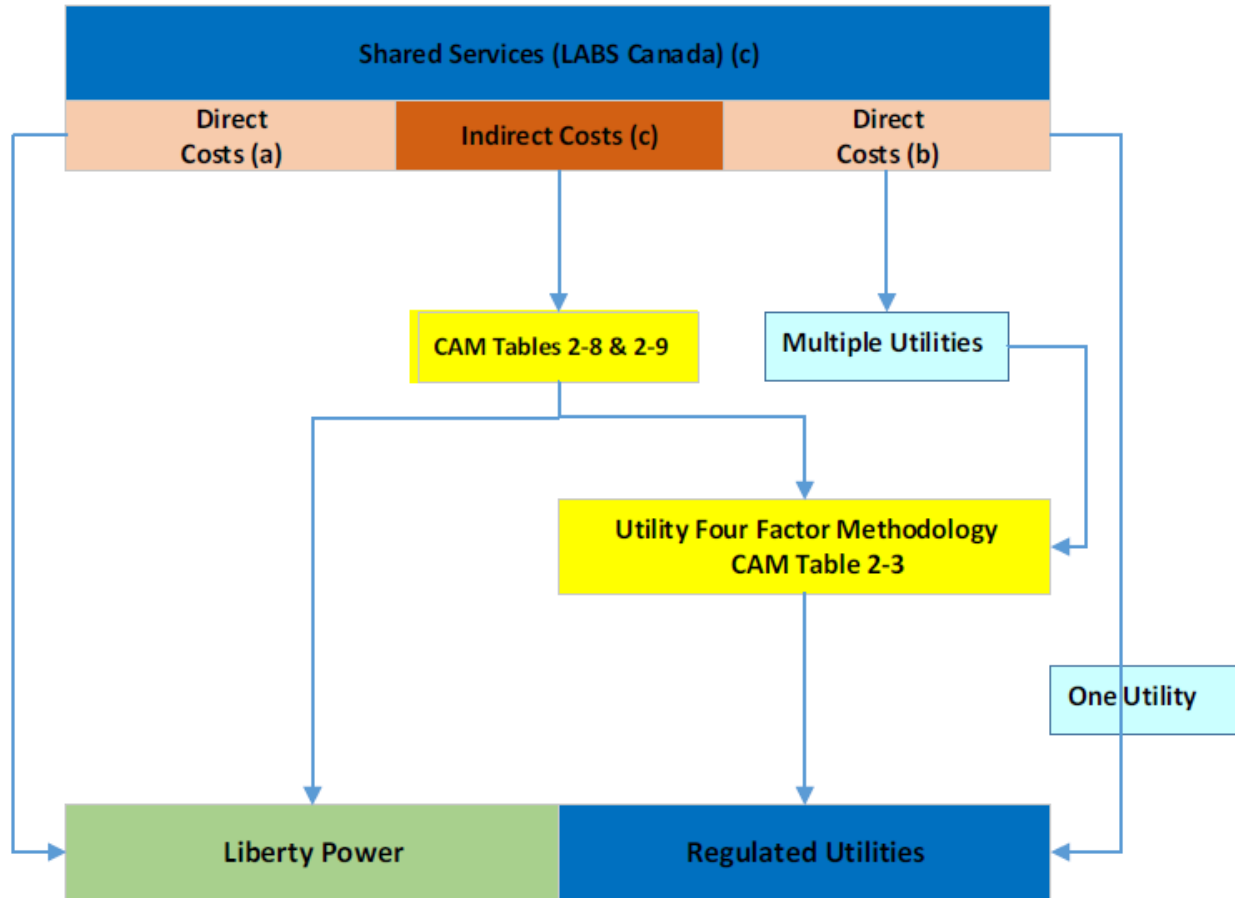 Shared Services (LABS Canada) (c)
Direct
Costs (a)
Indirect Costs (c)
Direct
Costs (b)
CAM Tables 2-8 & 2-9
Multiple Utilities
Utility Four Factor Methodology
CAM Table 2-3
One Utility
Liberty Power
Regulated Utilities